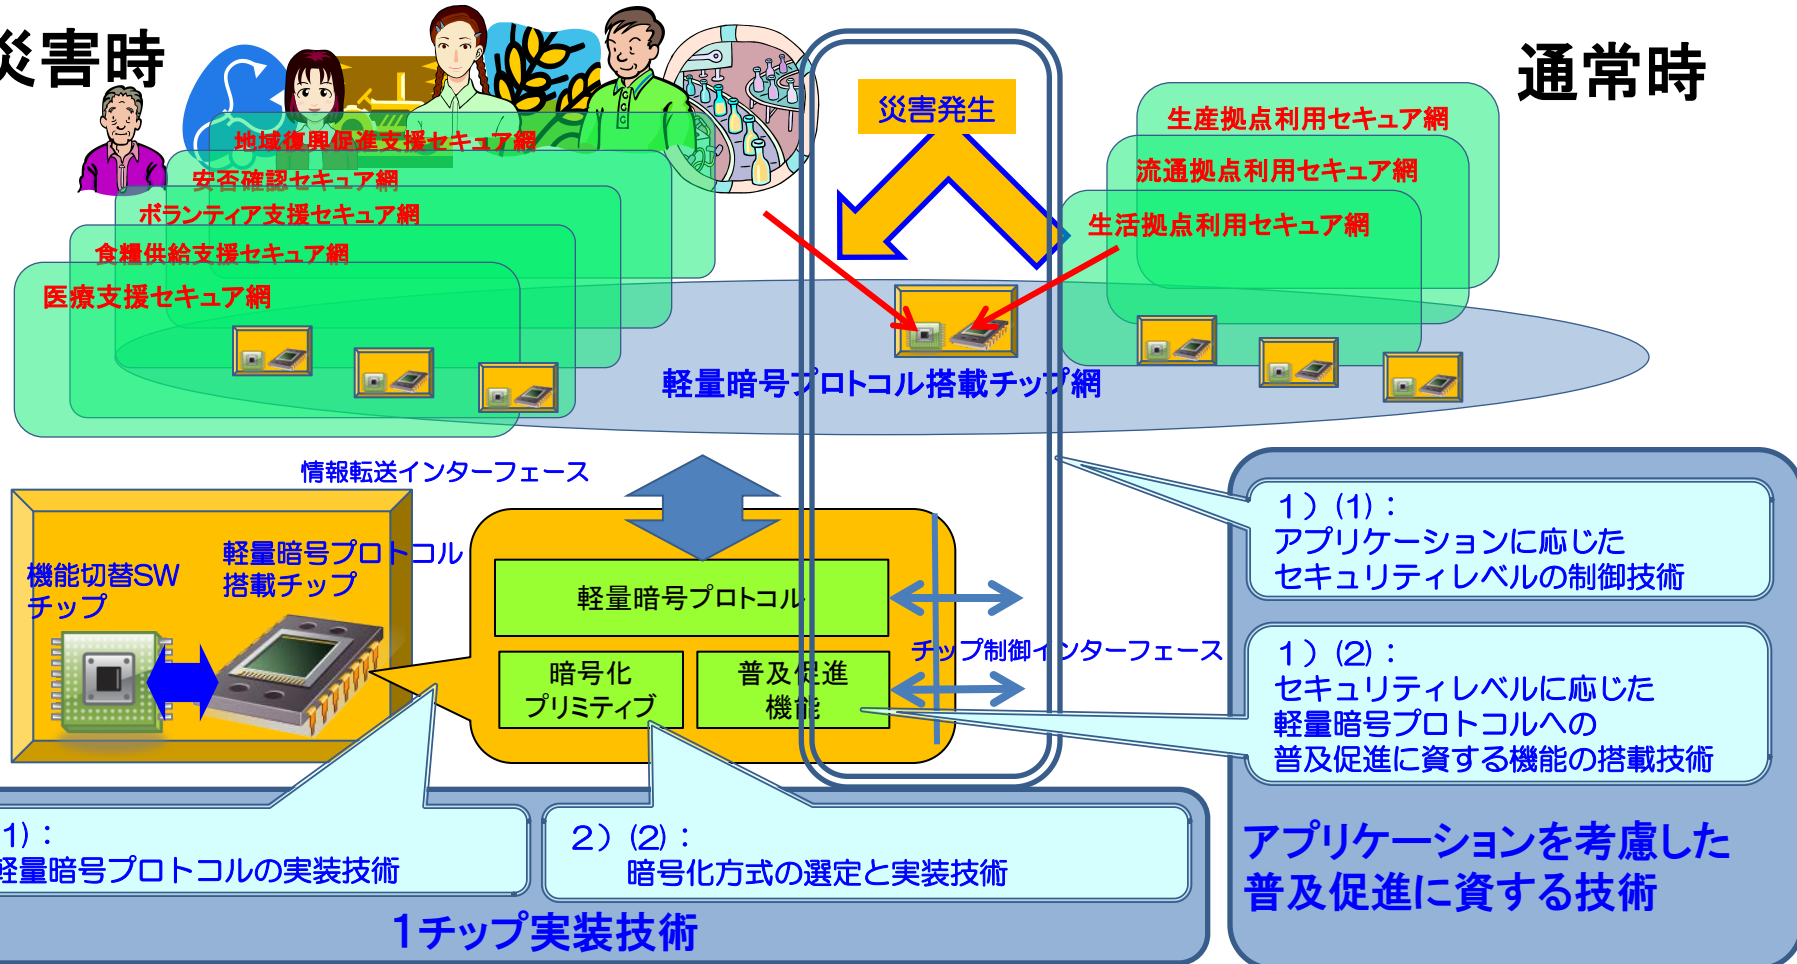 災害時
通常時
災害発生
地域復興促進支援セキュア網
安否確認セキュア網
ボランティア支援セキュア網
食糧供給支援セキュア網
医療支援セキュア網
生産拠点利用セキュア網
流通拠点利用セキュア網
生活拠点利用セキュア網
軽量暗号プロトコル搭載チップ網
情報転送インターフェース
機能切替SW
チップ
軽量暗号プロトコル
搭載チップ
軽量暗号プロトコル
暗号化
プリミティブ
普及促進
機能
チップ制御インターフェース
1）(1)：
アプリケーションに応じた
セキュリティレベルの制御技術
1）(2)：
セキュリティレベルに応じた
軽量暗号プロトコルへの
普及促進に資する機能の搭載技術
アプリケーションを考慮した
普及促進に資する技術
1)：
軽量暗号プロトコルの実装技術
2）(2)：
暗号化方式の選定と実装技術
1チップ実装技術